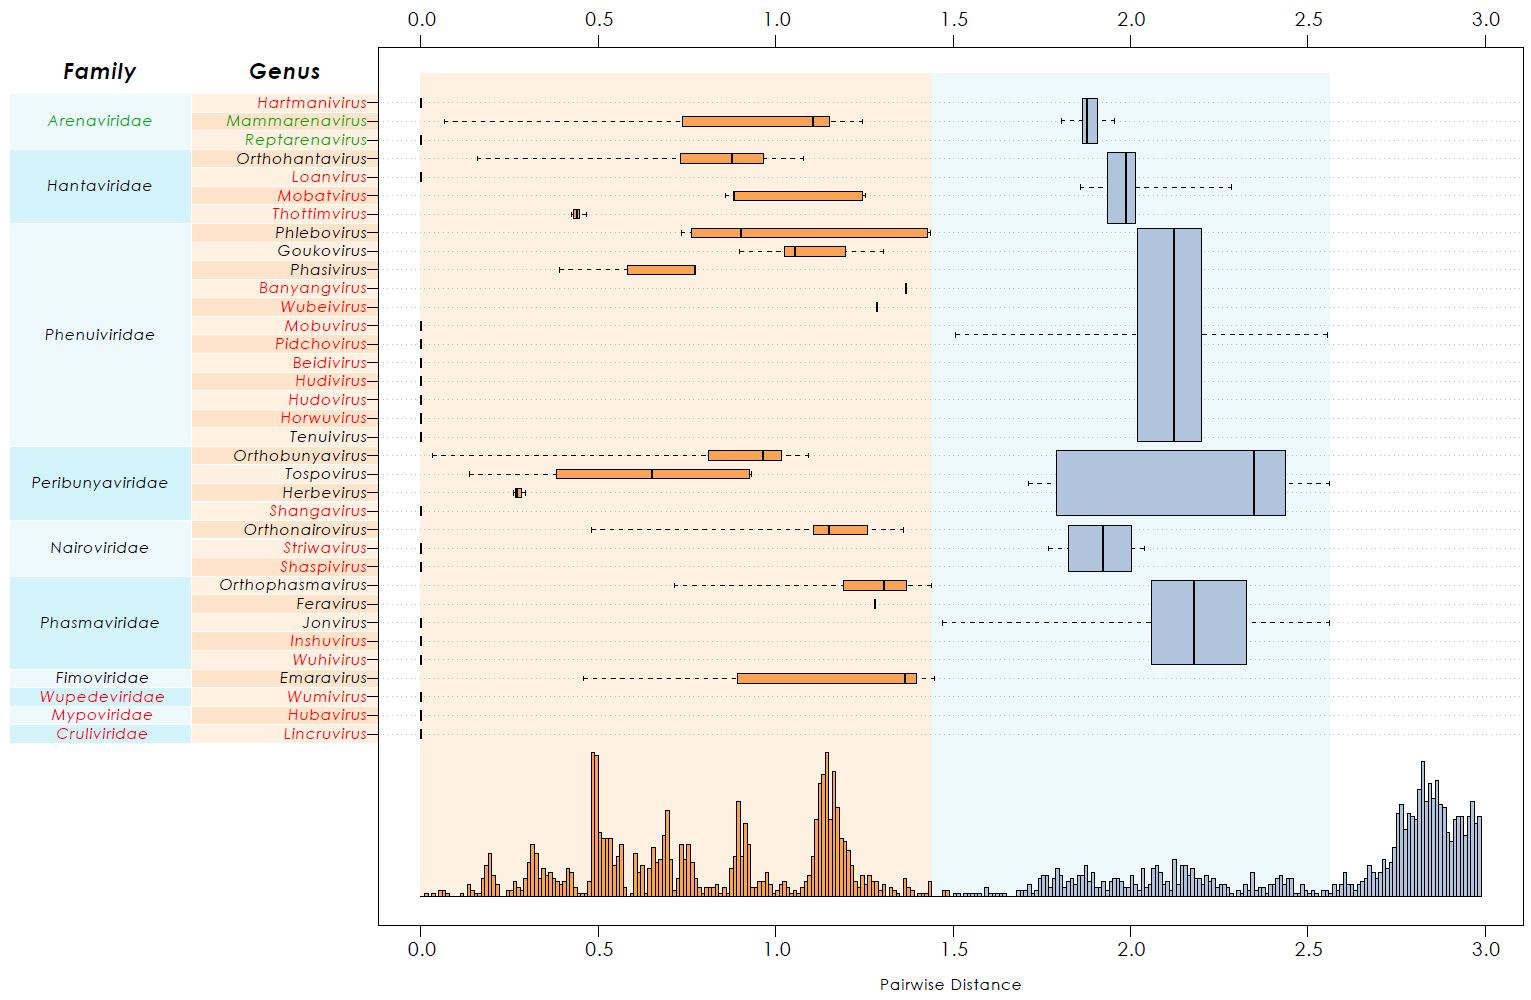 0.0 0.5 1.0 1.5 2.0 2.5 3.0
Family Genus
Hartmanivirus
Arenaviridae Mammarenavirus
Reptarenavirus
Orthohantavirus
Hantaviridae Loanvirus
Mobatvirus
Thottimvirus
Phlebovirus
Goukovirus
Phasivirus
Banyangvirus
Wubeivirus
Phenuiviridae Mobuvirus
Pidchovirus
Beidivirus
Hudivirus
Hudovirus
Horwuvirus
Tenuivirus
Orthobunyavirus
Peribunyaviridae Tospovirus
Herbevirus
Shangavirus
Orthonairovirus
Nairoviridae Striwavirus
Shaspivirus
Orthophasmavirus
Feravirus
Phasmaviridae Jonvirus
Inshuvirus
Wuhivirus
Fimoviridae Emaravirus
Wupedeviridae Wumivirus
Mypoviridae Hubavirus
Cruliviridae Lincruvirus
0.0 0.5 1.0 1.5 2.0 2.5 3.0
Pairwise Distance